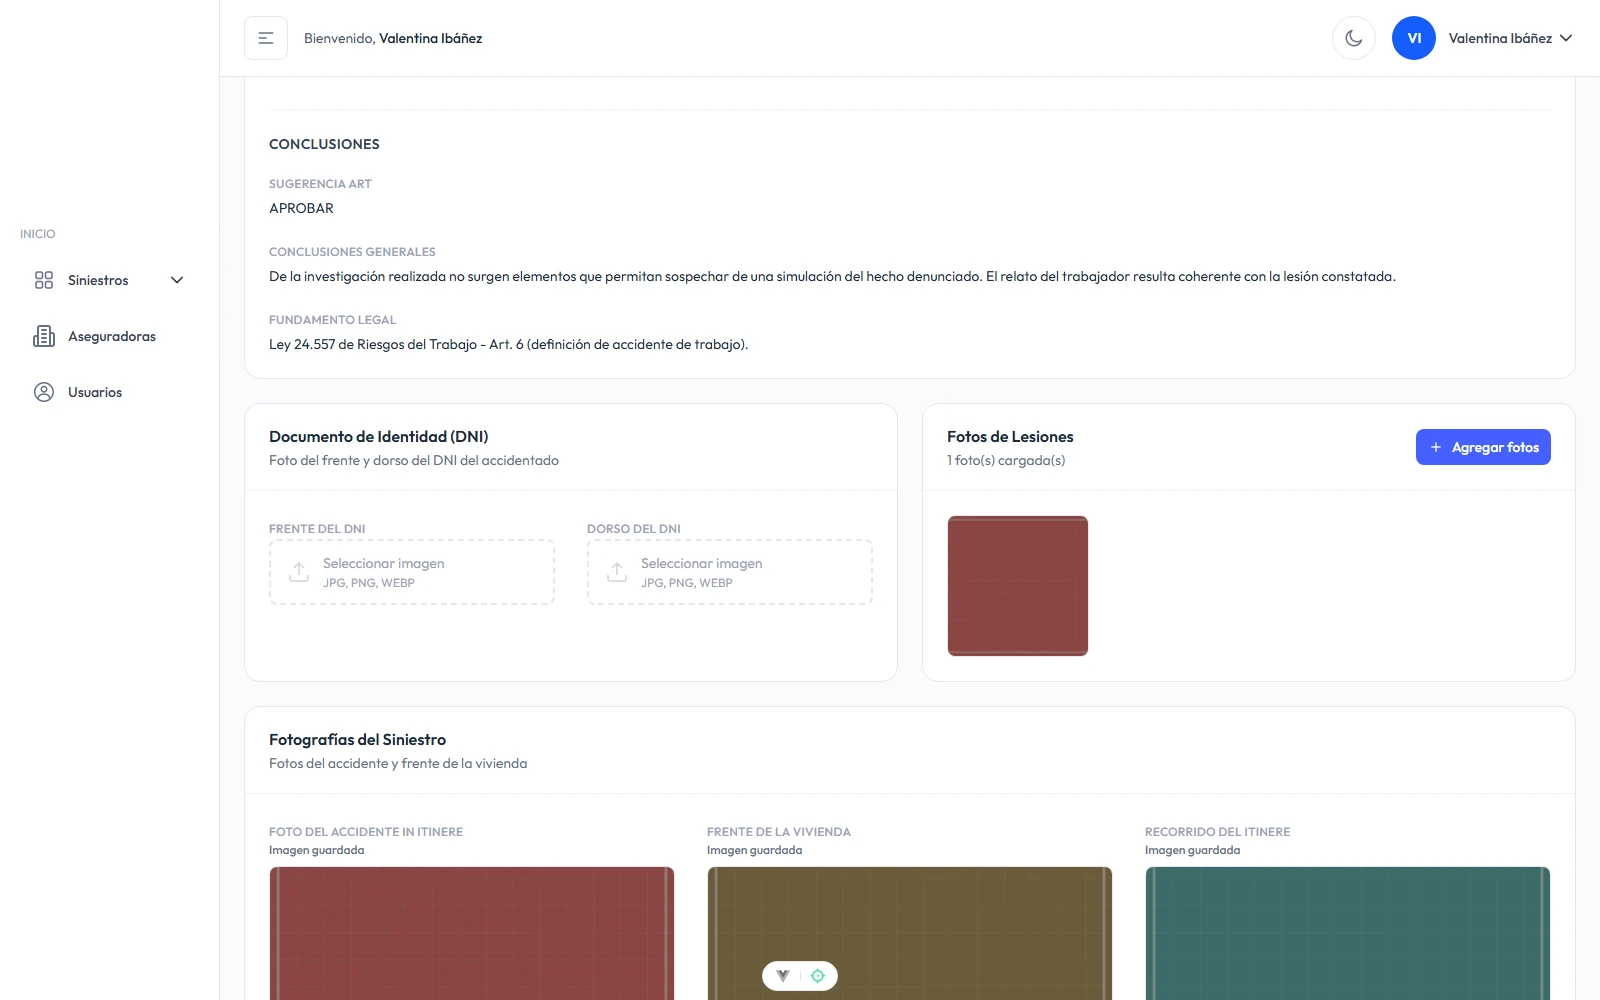 Bienvenido, Valentina Ibáñez
VI
Valentina Ibáñez
INICIO
Siniestros
Aseguradoras
Usuarios
CONCLUSIONES
SUGERENCIA ART
APROBAR
CONCLUSIONES GENERALES
De la investigación realizada no surgen elementos que permitan sospechar de una simulación del hecho denunciado. El relato del trabajador resulta coherente con la lesión constatada.
FUNDAMENTO LEGAL
Ley 24.557 de Riesgos del Trabajo - Art. 6 (definición de accidente de trabajo).
Documento de Identidad (DNI)
Foto del frente y dorso del DNI del accidentado
FRENTE DEL DNI
Seleccionar imagen
JPG, PNG, WEBP
DORSO DEL DNI
Seleccionar imagen
JPG, PNG, WEBP
Fotos de Lesiones
1 foto(s) cargada(s)
Agregar fotos
Fotografías del Siniestro
Fotos del accidente y frente de la vivienda
FOTO DEL ACCIDENTE IN ITINERE
Imagen guardada
FRENTE DE LA VIVIENDA
Imagen guardada
RECORRIDO DEL ITINERE
Imagen guardada